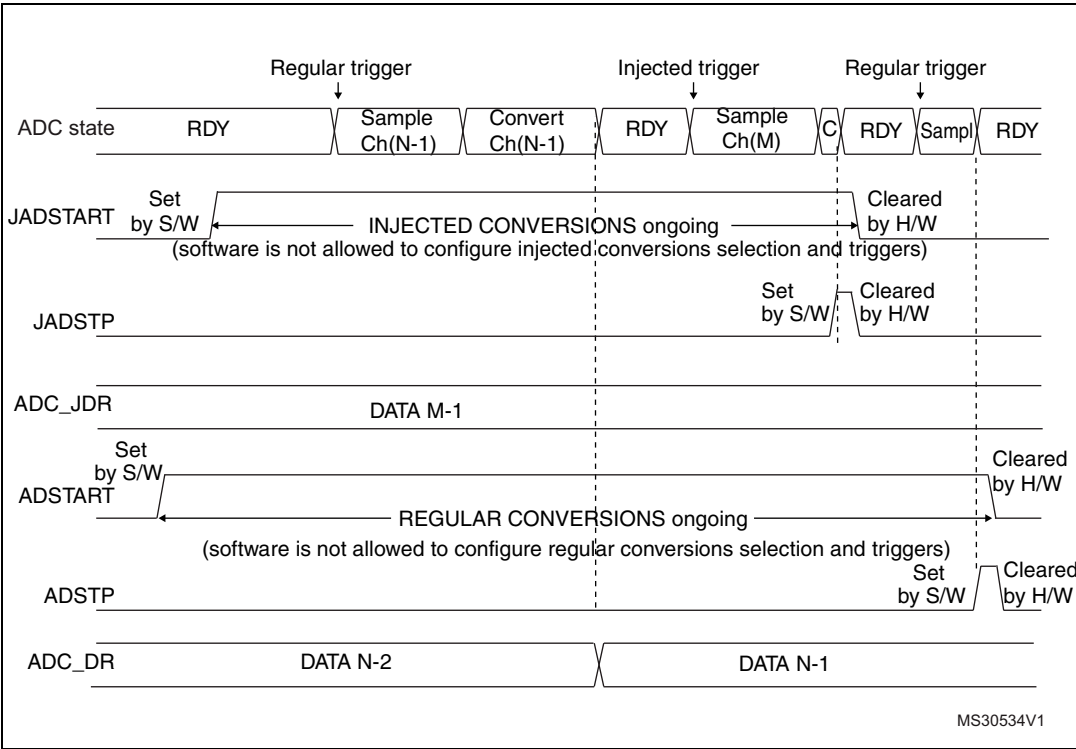 Regular trigger Injected trigger Regular trigger
ADC state RDY Sample Ch(N-1) Convert Ch(N-1) RDY Sample Ch(M) C RDY Sampl RDY
JADSTART Set by S/W INJECTED CONVERSIONS ongoing Cleared by H/W
(software is not allowed to configure injected conversions selection and triggers)
JADSTP Set by S/W Cleared by H/W
ADC_JDR DATA M-1
ADSTART Set by S/W REGULAR CONVERSIONS ongoing Cleared by H/W
(software is not allowed to configure regular conversions selection and triggers)
ADSTP Set by S/W Cleared by H/W
ADC_DR DATA N-2 DATA N-1
MS30534V1